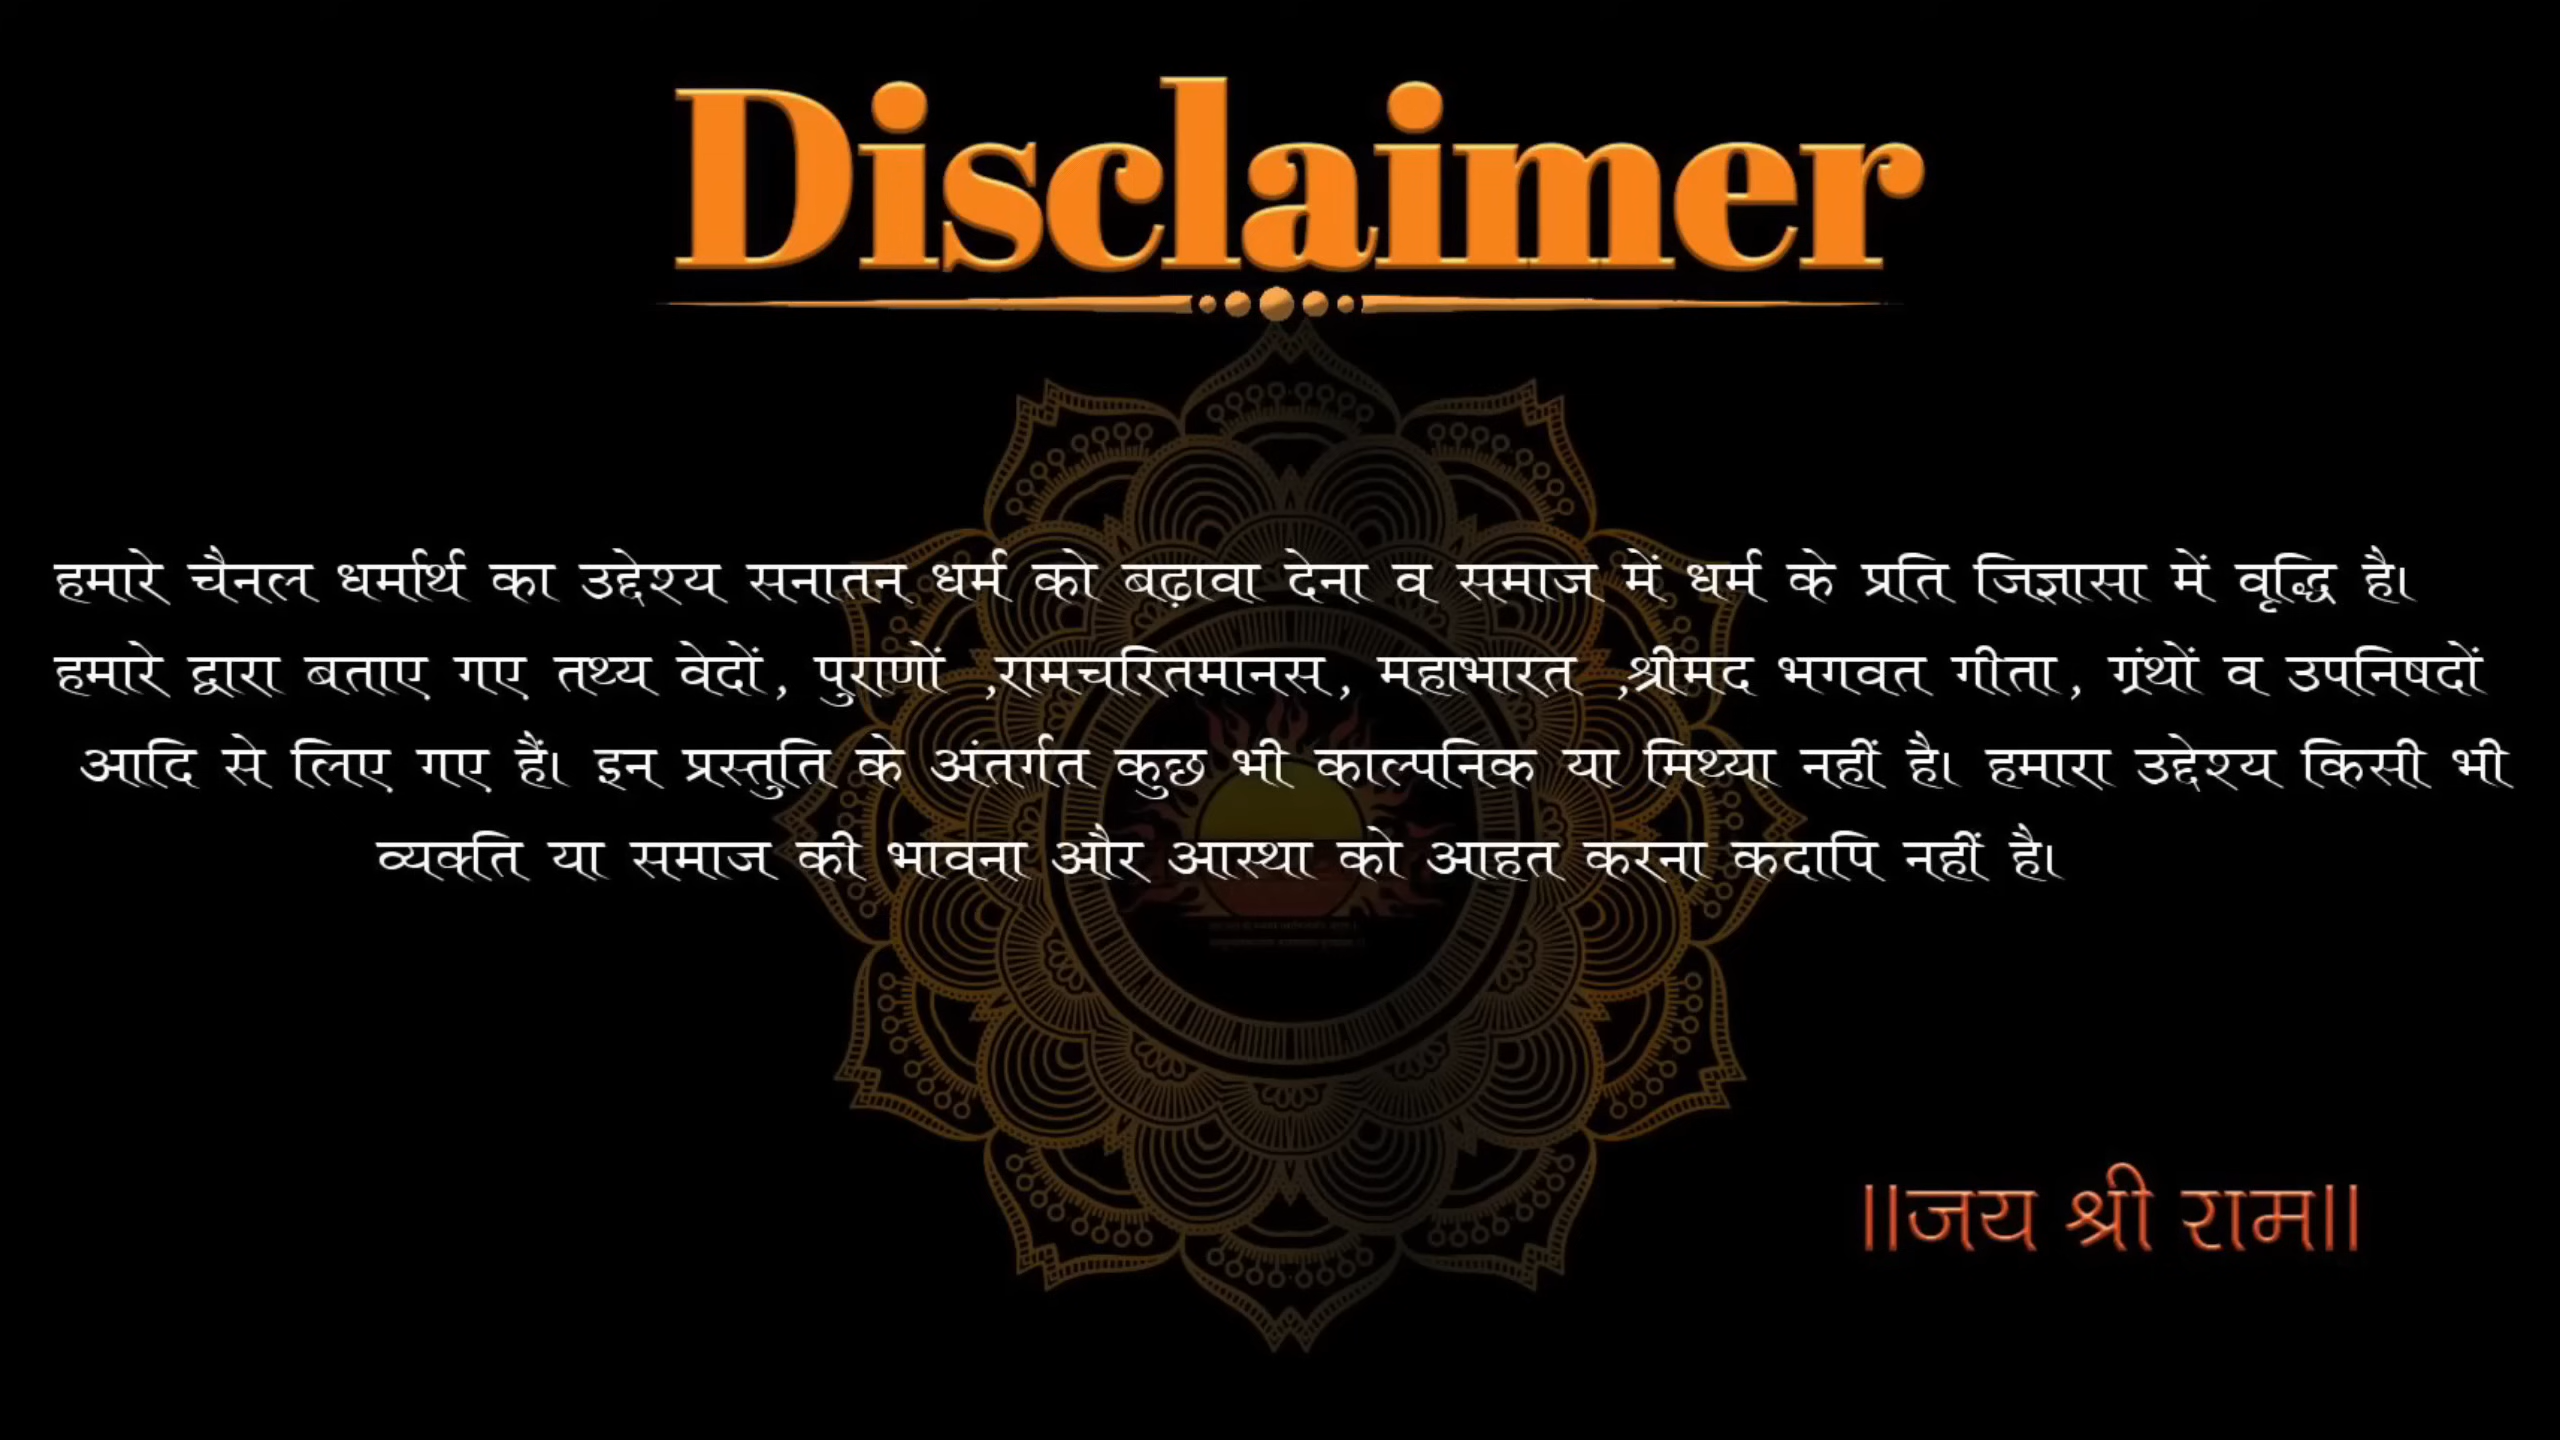 Disclaimer
हमारे चैनल धर्मार्थ का उद्देश्य सनातन धर्म को बढ़ावा देना व समाज में धर्म के प्रति जिज्ञासा में वृद्धि है।
हमारे द्वारा बताए गए तथ्य वेदों, पुराणों ,रामचरितमानस, महाभारत ,श्रीमद भगवत गीता, ग्रंथों व उपनिषदों
आदि से लिए गए हैं। इन प्रस्तुति के अंतर्गत कुछ भी काल्पनिक या मिथ्या नहीं है। हमारा उद्देश्य किसी भी
व्यक्ति या समाज की भावना और आस्था को आहत करना कदापि नहीं है।
||जय श्री राम||